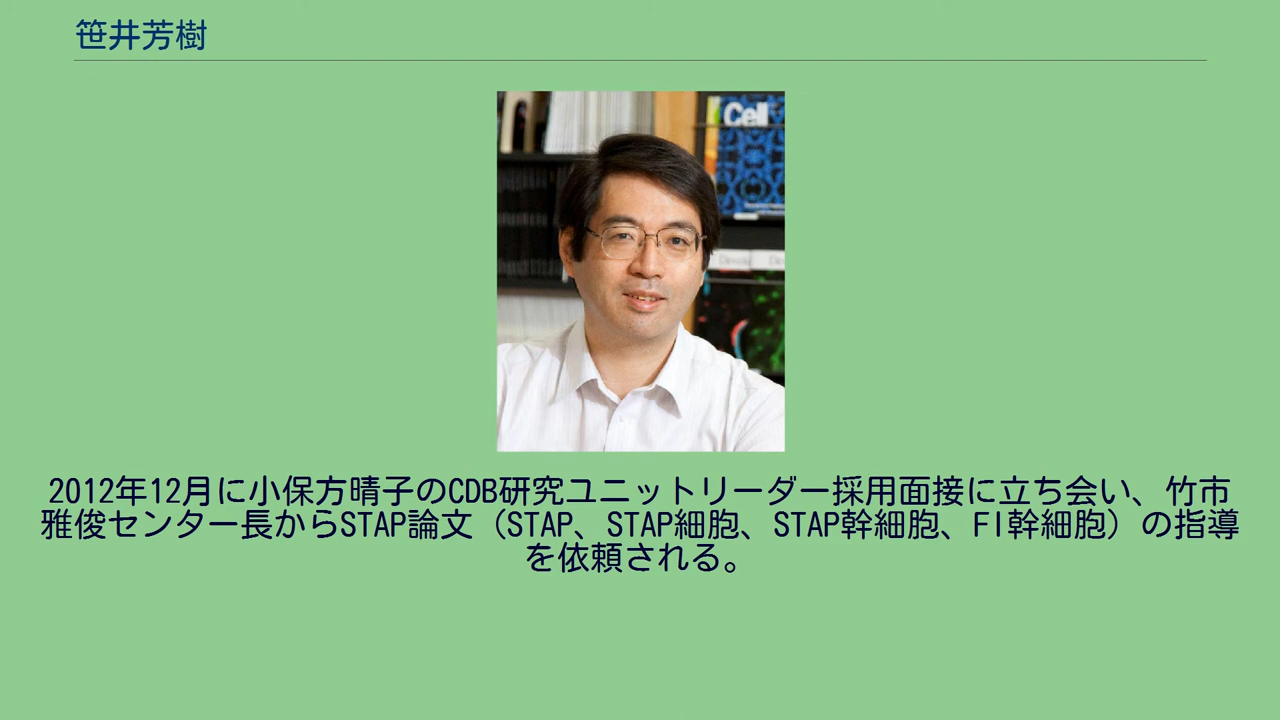 笹井芳樹
Cell
2012年12月に小保方晴子のCDB研究ユニットリーダー採用面接に立ち会い、竹市
雅俊センター長からSTAP論文（STAP、STAP細胞、STAP幹細胞、FI幹細胞）の指導
を依頼される。